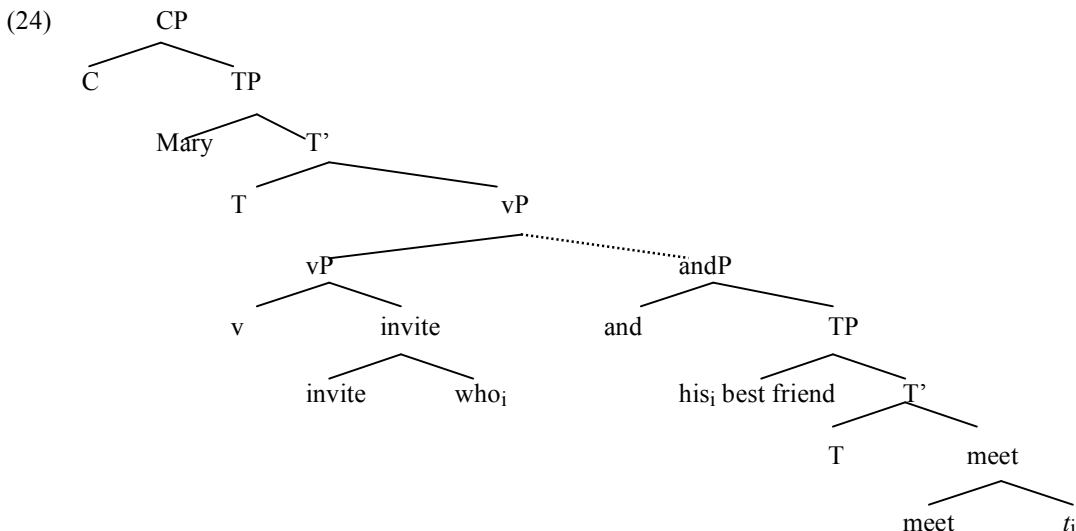 (24) CP
C TP
Mary T’
T vP
vP andP
v invite and TP
invite whoi hisi best friend T’
T meet
meet ti